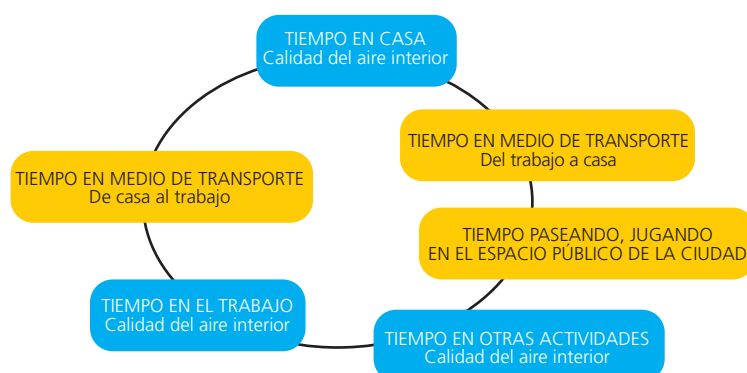 TIEMPO EN CASA
Calidad del aire interior
TIEMPO EN MEDIO DE TRANSPORTE
Del trabajo a casa
TIEMPO EN MEDIO DE TRANSPORTE
De casa al trabajo
TIEMPO PASEANDO, JUGANDO
EN EL ESPACIO PÚBLICO DE LA CIUDAD
TIEMPO EN EL TRABAJO
Calidad del aire interior
TIEMPO EN OTRAS ACTIVIDADES
Calidad del aire interior